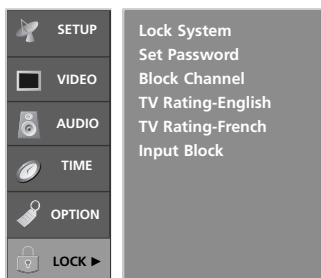 SETUP
VIDEO
AUDIO
TIME
OPTION
LOCK ►
Lock System
Set Password
Block Channel
TV Rating-English
TV Rating-French
Input Block